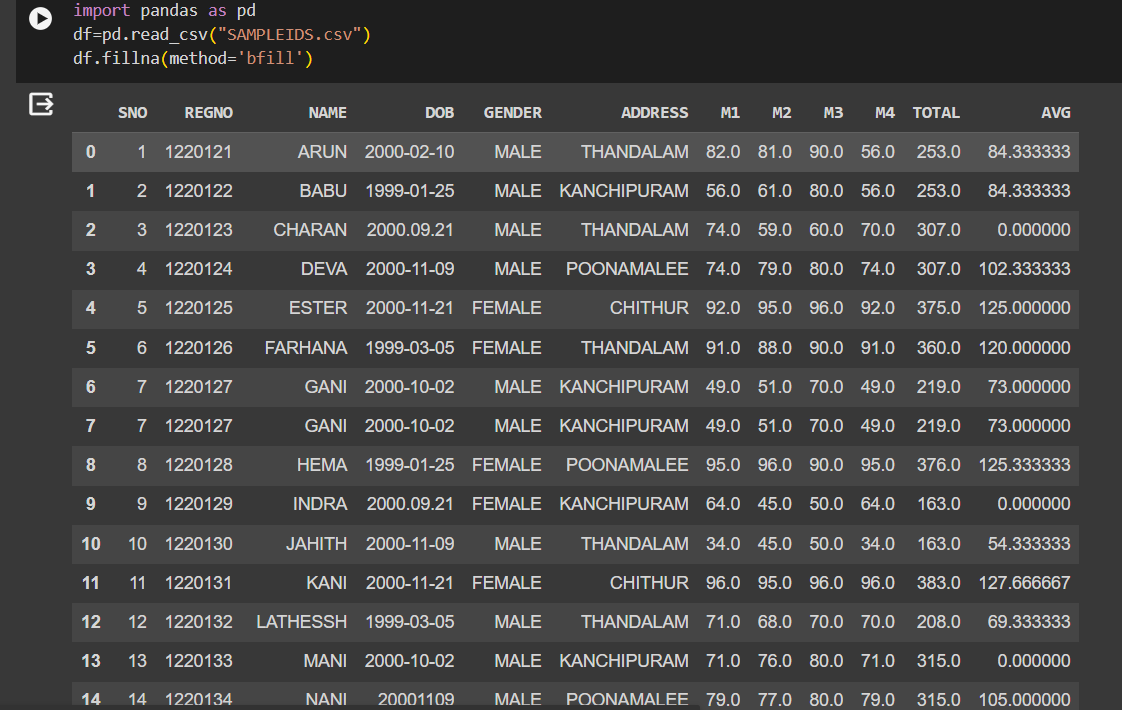 import pandas as pd
df=pd.read_csv("SAMPLEIDS.csv")
df.fillna(method='bfill')
SNO REGNO NAME DOB GENDER ADDRESS M1 M2 M3 M4 TOTAL AVG
0 1 1220121 ARUN 2000-02-10 MALE THANDALAM 82.0 81.0 90.0 56.0 253.0 84.333333
1 2 1220122 BABU 1999-01-25 MALE KANCHIPURAM 56.0 61.0 80.0 56.0 253.0 84.333333
2 3 1220123 CHARAN 2000.09.21 MALE THANDALAM 74.0 59.0 60.0 70.0 307.0 0.000000
3 4 1220124 DEVA 2000-11-09 MALE POONAMALEE 74.0 79.0 80.0 74.0 307.0 102.333333
4 5 1220125 ESTER 2000-11-21 FEMALE CHITHUR 92.0 95.0 96.0 92.0 375.0 125.000000
5 6 1220126 FARHANA 1999-03-05 FEMALE THANDALAM 91.0 88.0 90.0 91.0 360.0 120.000000
6 7 1220127 GANI 2000-10-02 MALE KANCHIPURAM 49.0 51.0 70.0 49.0 219.0 73.000000
7 7 1220127 GANI 2000-10-02 MALE KANCHIPURAM 49.0 51.0 70.0 49.0 219.0 73.000000
8 8 1220128 HEMA 1999-01-25 FEMALE POONAMALEE 95.0 96.0 90.0 95.0 376.0 125.333333
9 9 1220129 INDRA 2000.09.21 FEMALE KANCHIPURAM 64.0 45.0 50.0 64.0 163.0 0.000000
10 10 1220130 JAHITH 2000-11-09 MALE THANDALAM 34.0 45.0 50.0 34.0 163.0 54.333333
11 11 1220131 KANI 2000-11-21 FEMALE CHITHUR 96.0 95.0 96.0 96.0 383.0 127.666667
12 12 1220132 LATHESSH 1999-03-05 MALE THANDALAM 71.0 68.0 70.0 70.0 208.0 69.333333
13 13 1220133 MANI 2000-10-02 MALE KANCHIPURAM 71.0 76.0 80.0 71.0 315.0 0.000000
14 14 1220134 NANI 20001109 MALE POONAMALEE 79.0 77.0 80.0 79.0 315.0 105.000000